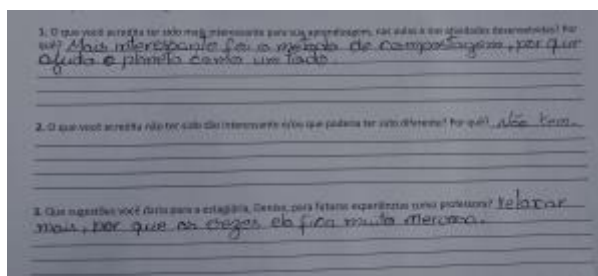 1. O que você acredita ter sido mais interessante para sua aprendizagem, nas aulas e nas atividades desenvolvidas? Por
quê? Mais interessante foi o método de compostagem, por que
ajuda o planeta como um todo.
2. O que você acredita não ter sido tão interessante e/ou que poderia ter sido diferente? Por quê? Não tem.
3. Que sugestões você daria para a estagiária, Denise, para futuras experiências como professora? relaxar
mais, por que as vezes ela fica muito nervosa.